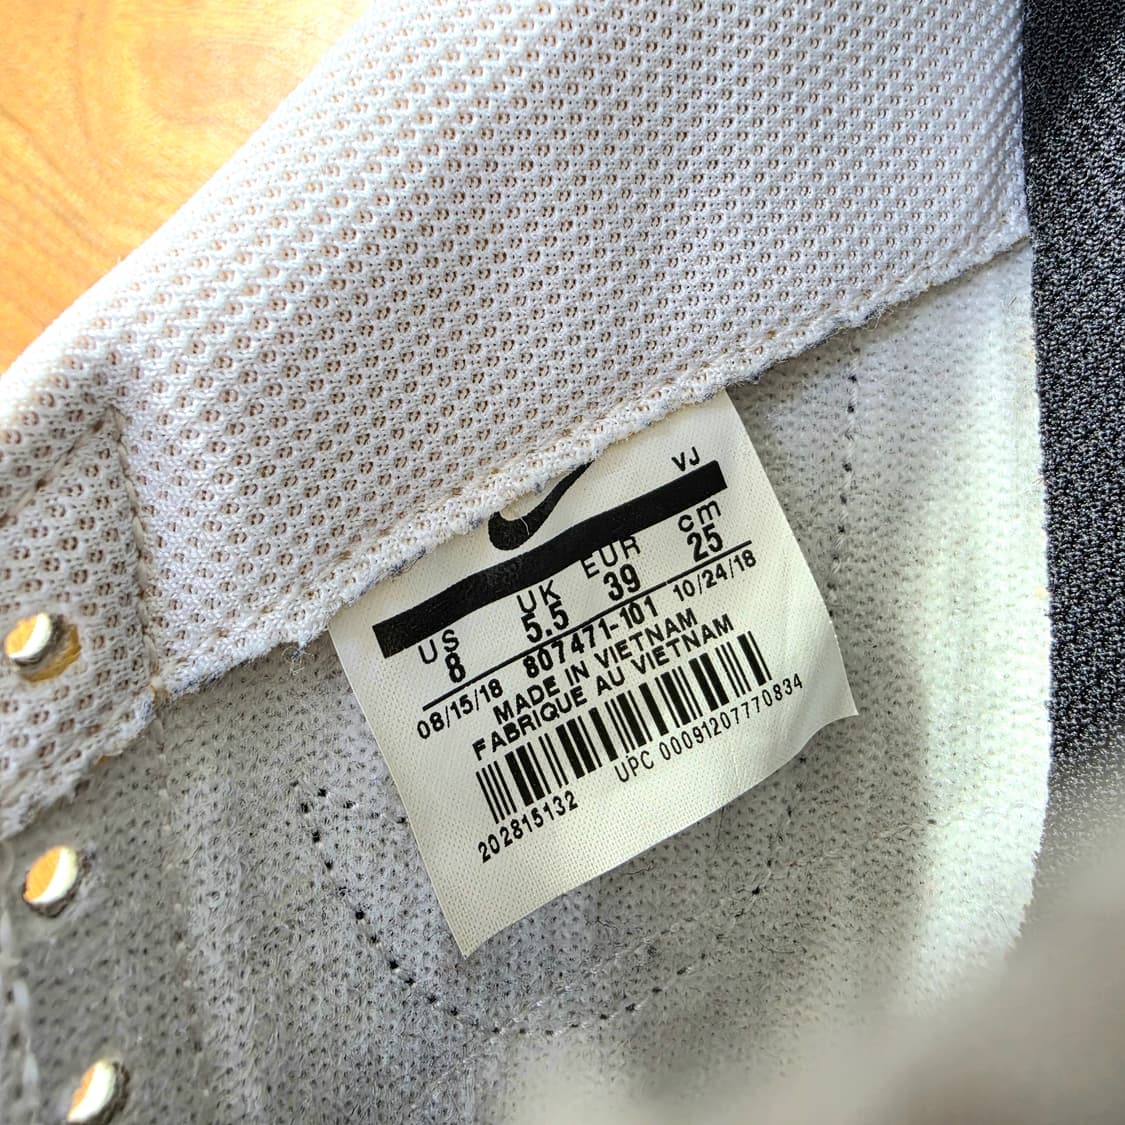 VJ
US UK EUR cm
8 5.5 39 25
08/15/18 807471-101 10/24/18
MADE IN VIETNAM
FABRIQUE AU VIETNAM
202815132 UPC 00091207770834